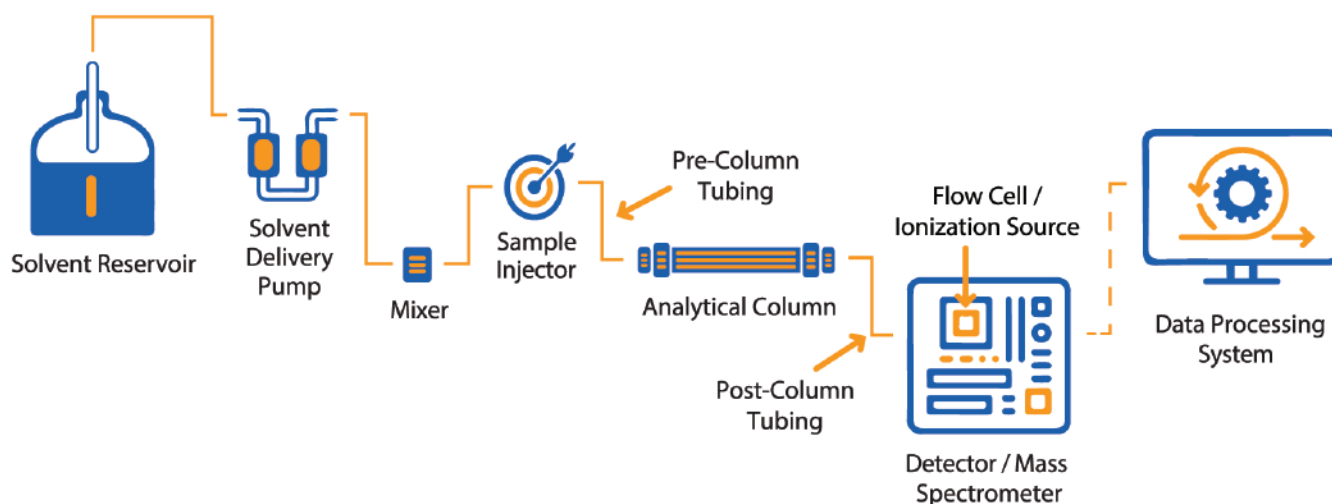 Solvent Reservoir
Solvent
Delivery
Pump
Mixer
Sample
Injector
Pre-Column
Tubing
Analytical Column
Post-Column
Tubing
Flow Cell /
Ionization Source
Detector / Mass
Spectrometer
Data Processing
System